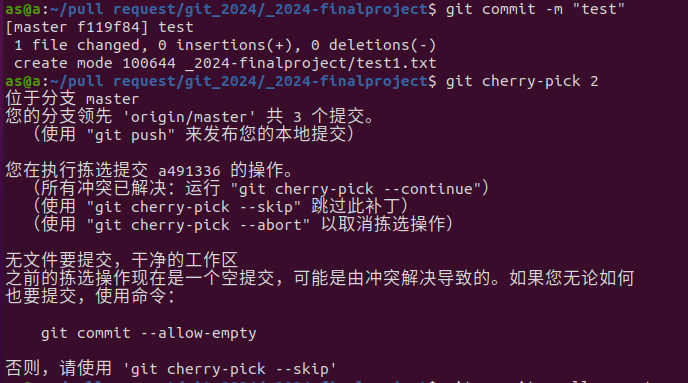 as@a:~/pull request/git_2024/_2024-finalproject$ git commit -m "test"
[master f119f84] test
 1 file changed, 0 insertions(+), 0 deletions(-)
 create mode 100644 _2024-finalproject/test1.txt
as@a:~/pull request/git_2024/_2024-finalproject$ git cherry-pick 2
位于分支 master
您的分支领先 'origin/master' 共 3 个提交。
  （使用 "git push" 来发布您的本地提交）
您在执行拣选提交 a491336 的操作。
  （所有冲突已解决：运行 "git cherry-pick --continue"）
  （使用 "git cherry-pick --skip" 跳过此补丁）
  （使用 "git cherry-pick --abort" 以取消拣选操作）
无文件要提交，干净的工作区
之前的拣选操作现在是一个空提交，可能是由冲突解决导致的。如果您无论如何
也要提交，使用命令：
    git commit --allow-empty
否则，请使用 'git cherry-pick --skip'